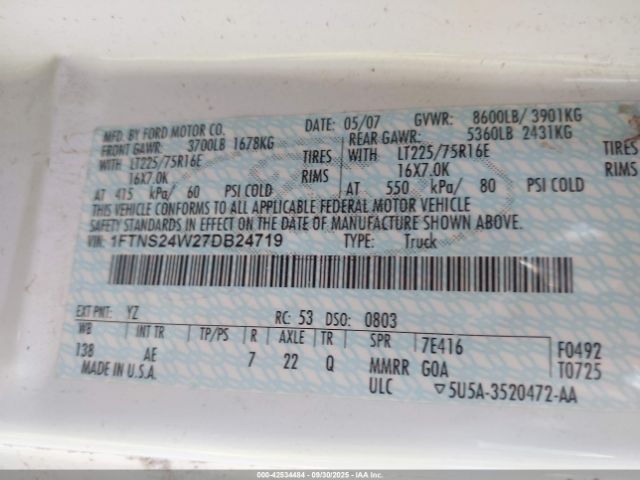 MFD. BY FORD MOTOR CO. DATE: 05/07 GVWR: 8600LB/ 3901KG
FRONT GAWR: 3700LB 1678KG REAR GAWR: 5360LB 2431KG
WITH LT225/75R16E TIRES WITH LT225/75R16E TIRES
16X7.0K RIMS 16X7.0K RIMS
AT 415 kPa/ 60 PSI COLD AT 550 kPa/ 80 PSI COLD
THIS VEHICLE CONFORMS TO ALL APPLICABLE FEDERAL MOTOR VEHICLE
SAFETY STANDARDS IN EFFECT ON THE DATE OF MANUFACTURE SHOWN ABOVE.
VIN: 1FTNS24W27DB24719 TYPE: Truck
EXT PNT: YZ RC: 53 DSO: 0803
WB INT TR TP/PS R AXLE TR SPR 7E416 F0492
138 AE 7 22 Q MMRR GOA T0725
MADE IN U.S.A. ULC ▽5U5A-3520472-AA
000-42534484 - 09/30/2025 - IAAI.COM